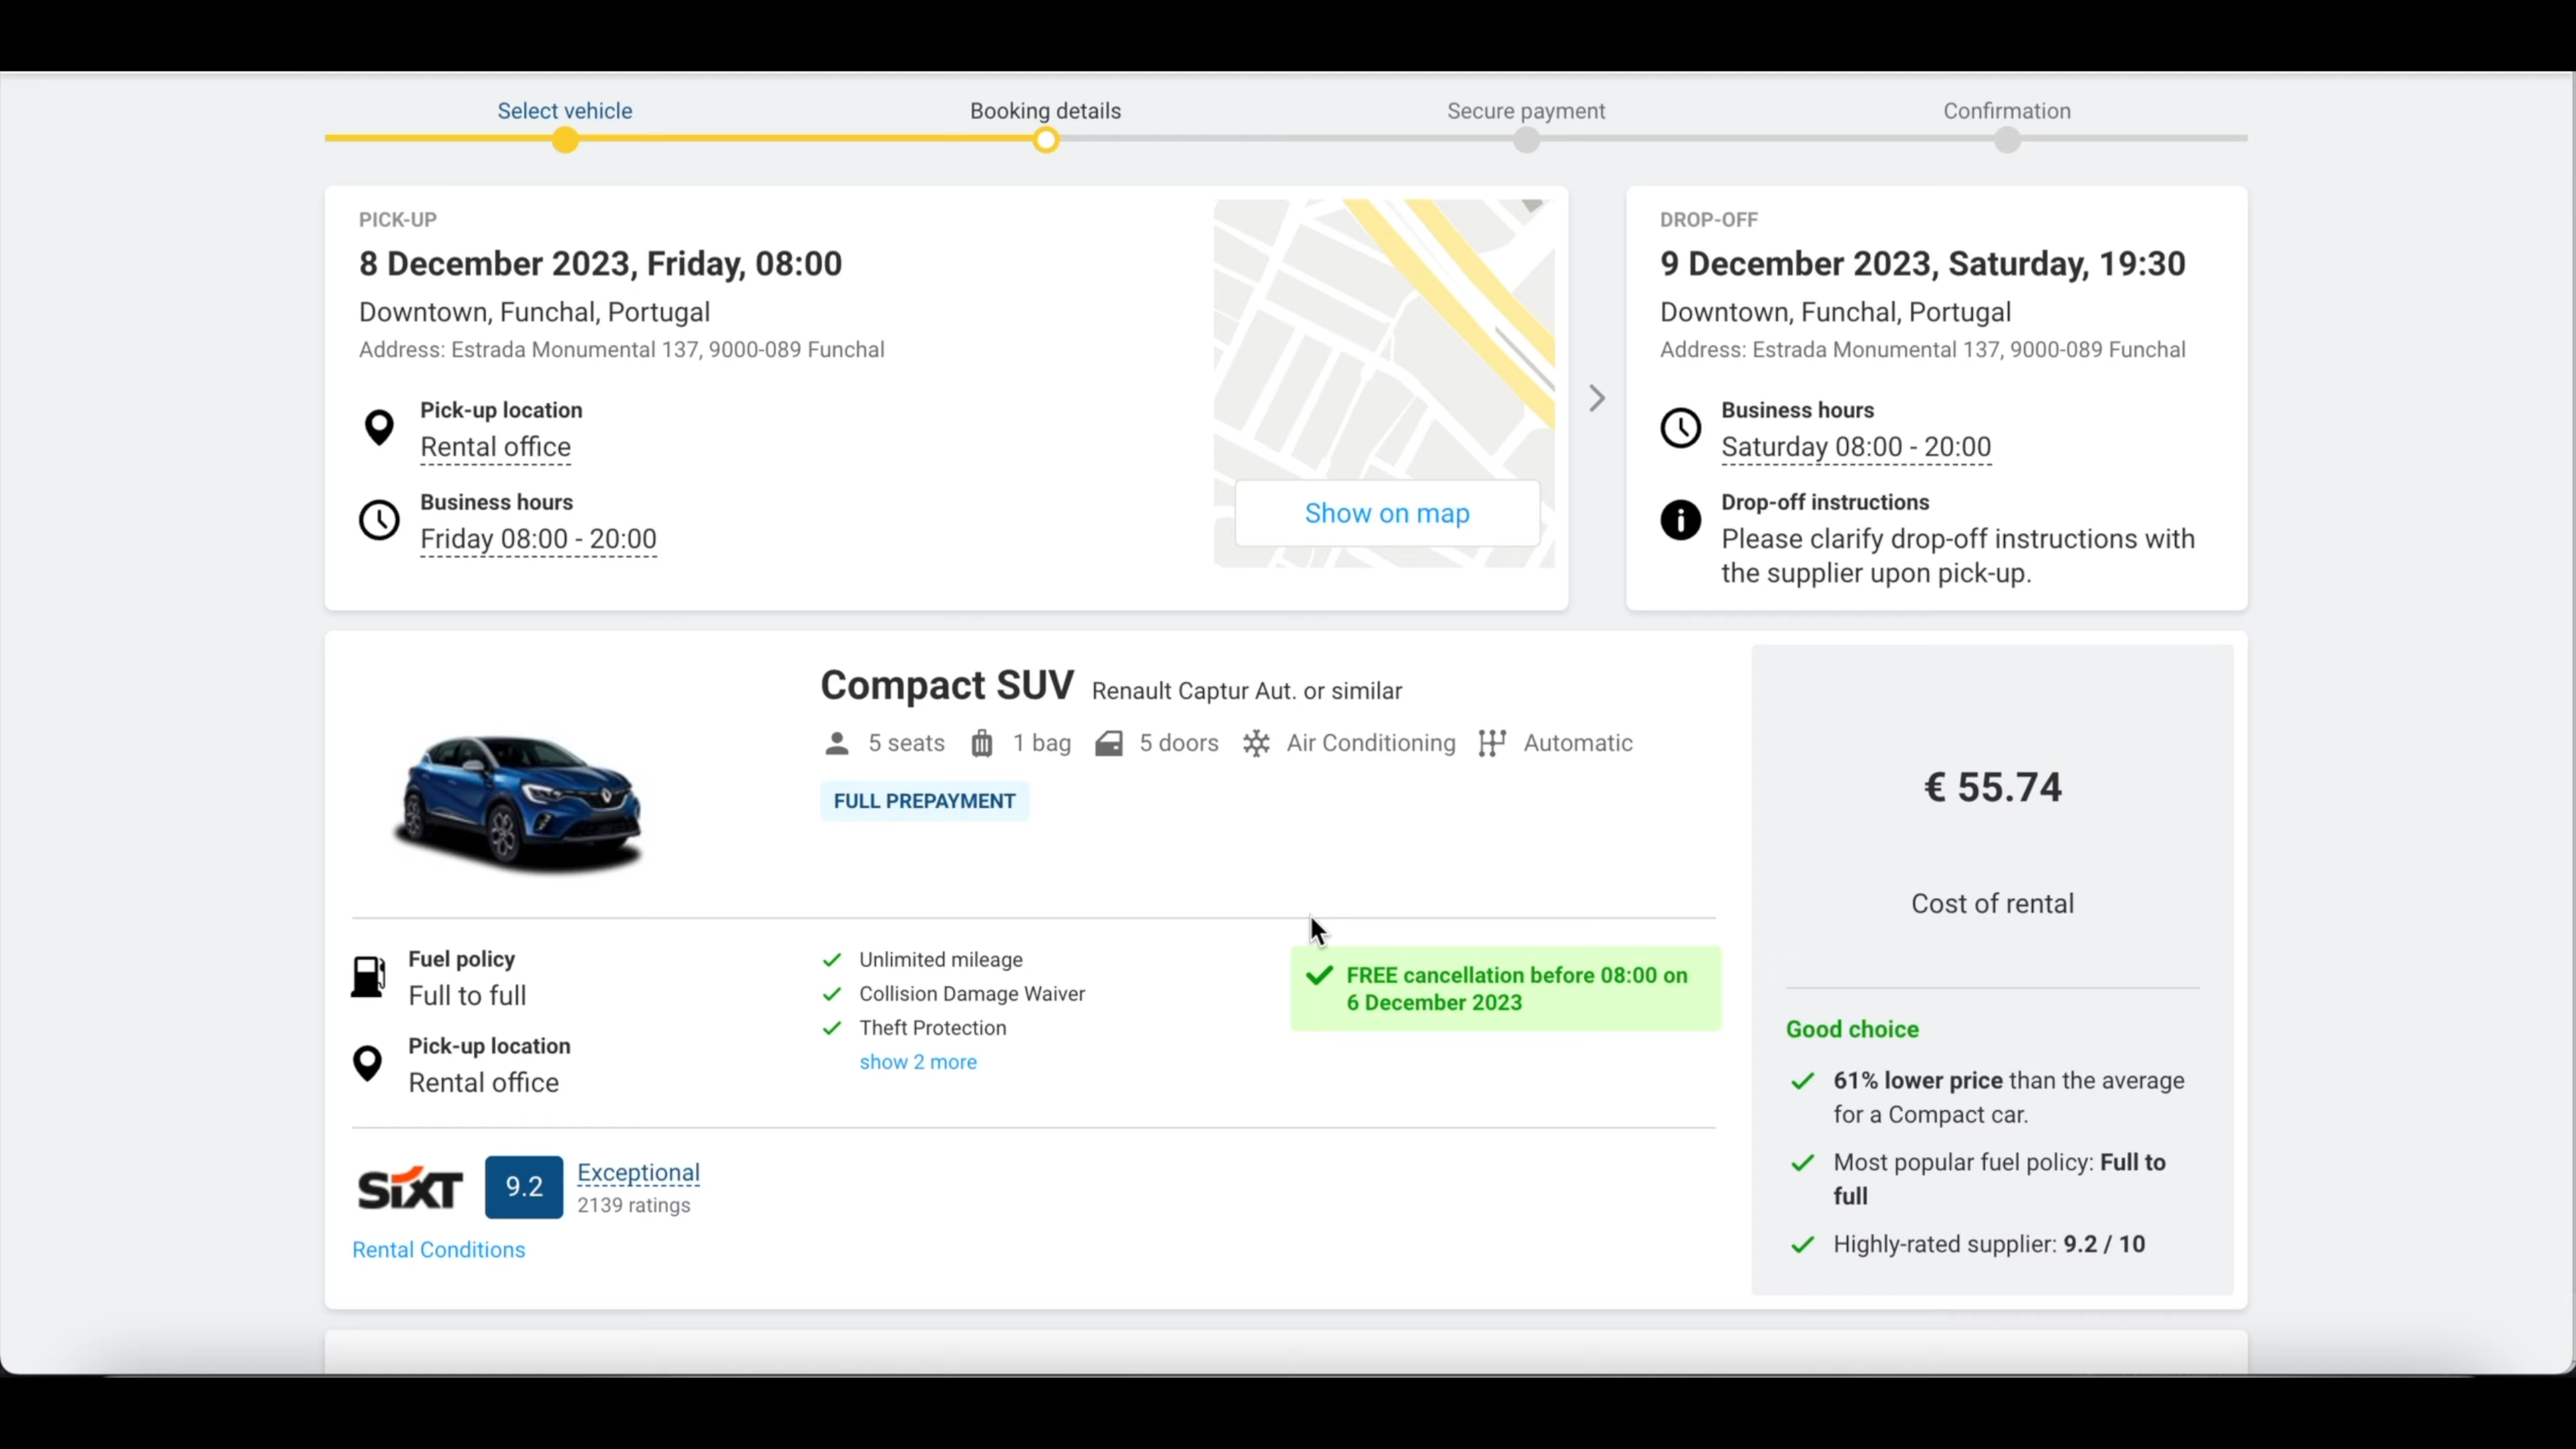 Select vehicle
Booking details
Secure payment
Confirmation
PICK-UP
8 December 2023, Friday, 08:00
Downtown, Funchal, Portugal
Address: Estrada Monumental 137, 9000-089 Funchal
Pick-up location
Rental office
Business hours
Friday 08:00 - 20:00
Show on map
DROP-OFF
9 December 2023, Saturday, 19:30
Downtown, Funchal, Portugal
Address: Estrada Monumental 137, 9000-089 Funchal
Business hours
Saturday 08:00 - 20:00
Drop-off instructions
Please clarify drop-off instructions with
the supplier upon pick-up.
Compact SUV Renault Captur Aut. or similar
5 seats 1 bag 5 doors Air Conditioning Automatic
FULL PREPAYMENT
Fuel policy
Full to full
Pick-up location
Rental office
Unlimited mileage
Collision Damage Waiver
Theft Protection
show 2 more
FREE cancellation before 08:00 on
6 December 2023
SiXT
9.2
Exceptional
2139 ratings
Rental Conditions
€ 55.74
Cost of rental
Good choice
61% lower price than the average
for a Compact car.
Most popular fuel policy: Full to
full
Highly-rated supplier: 9.2 / 10